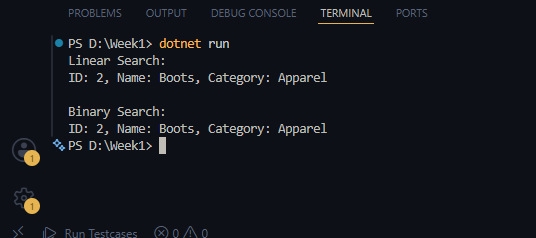 PROBLEMS OUTPUT DEBUG CONSOLE TERMINAL PORTS
PS D:\Week1> dotnet run
Linear Search:
ID: 2, Name: Boots, Category: Apparel
Binary Search:
ID: 2, Name: Boots, Category: Apparel
PS D:\Week1>
1
1
Run Testcases 0 0